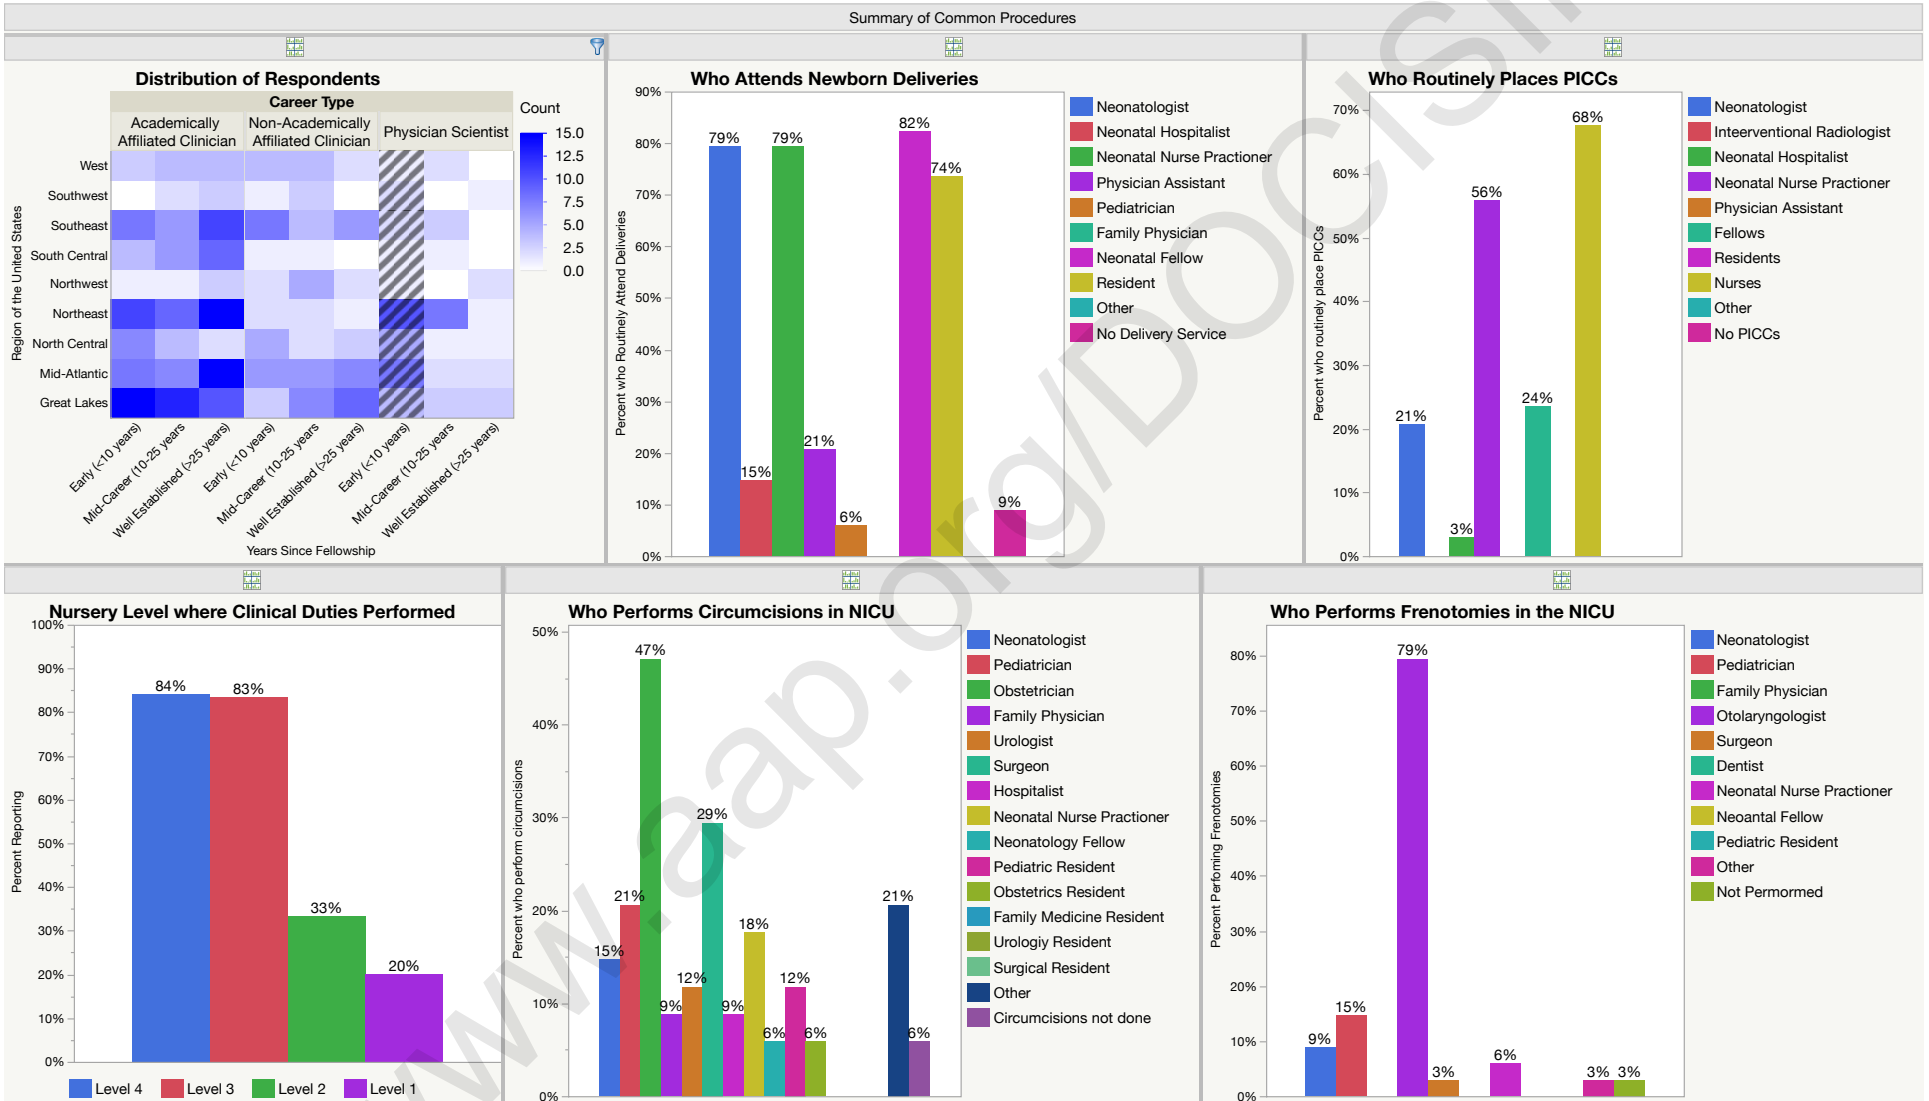 Summary of Common Procedures
Distribution of Respondents
Career Type
Academically
Affiliated Clinician
Non-Academically
Affiliated Clinician
Physician Scientist
Count
15.0
12.5
10.0
7.5
5.0
2.5
0.0
Region of the United States
West
Southwest
Southeast
South Central
Northwest
Northeast
North Central
Mid-Atlantic
Great Lakes
Early (<10 years)
Mid-Career (10-25 years
Well Established (>25 years)
Early (<10 years)
Mid-Career (10-25 years
Well Established (>25 years)
Early (<10 years)
Mid-Career (10-25 years
Well Established (>25 years)
Years Since Fellowship
Who Attends Newborn Deliveries
Percent who Routinely Attend Deliveries
90%
80%
70%
60%
50%
40%
30%
20%
10%
0%
79%
15%
79%
21%
6%
82%
74%
9%
Neonatologist
Neonatal Hospitalist
Neonatal Nurse Practioner
Physician Assistant
Pediatrician
Family Physician
Neonatal Fellow
Resident
Other
No Delivery Service
Who Routinely Places PICCs
Percent who routinely place PICCs
70%
60%
50%
40%
30%
20%
10%
0%
21%
3%
56%
24%
68%
Neonatologist
Inteerventional Radiologist
Neonatal Hospitalist
Neonatal Nurse Practioner
Physician Assistant
Fellows
Residents
Nurses
Other
No PICCs
Nursery Level where Clinical Duties Performed
Percent Reporting
100%
90%
80%
70%
60%
50%
40%
30%
20%
10%
0%
84%
83%
33%
20%
Level 4 Level 3 Level 2 Level 1
Who Performs Circumcisions in NICU
Percent who perform circumcisions
50%
40%
30%
20%
10%
0%
15%
21%
47%
9%
12%
29%
9%
18%
6%
12%
6%
21%
6%
Neonatologist
Pediatrician
Obstetrician
Family Physician
Urologist
Surgeon
Hospitalist
Neonatal Nurse Practioner
Neonatology Fellow
Pediatric Resident
Obstetrics Resident
Family Medicine Resident
Urologiy Resident
Surgical Resident
Other
Circumcisions not done
Who Performs Frenotomies in the NICU
Percent Performing Frenotomies
80%
70%
60%
50%
40%
30%
20%
10%
0%
9%
15%
79%
3%
6%
3%
3%
Neonatologist
Pediatrician
Family Physician
Otolaryngologist
Surgeon
Dentist
Neonatal Nurse Practioner
Neoantal Fellow
Pediatric Resident
Other
Not Permormed
www.aap.org/DOCISi